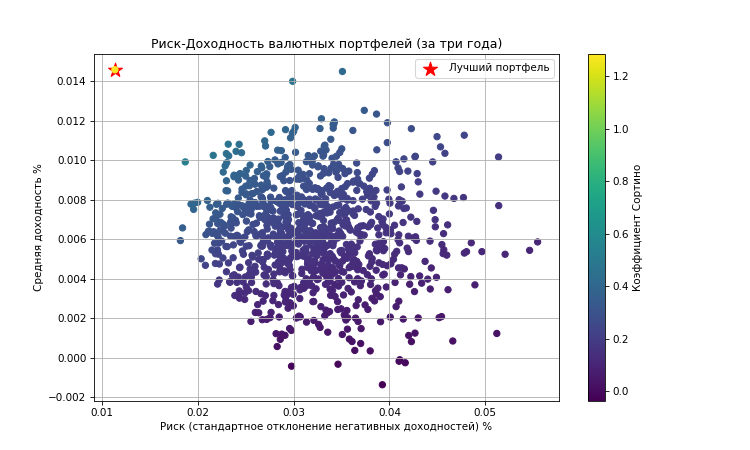 Риск-Доходность валютных портфелей (за три года)
Лучший портфель
Средняя доходность %
0.014
0.012
0.010
0.008
0.006
0.004
0.002
0.000
−0.002
0.01 0.02 0.03 0.04 0.05
Риск (стандартное отклонение негативных доходностей) %
1.2
1.0
0.8
0.6
0.4
0.2
0.0
Коэффициент Сортино